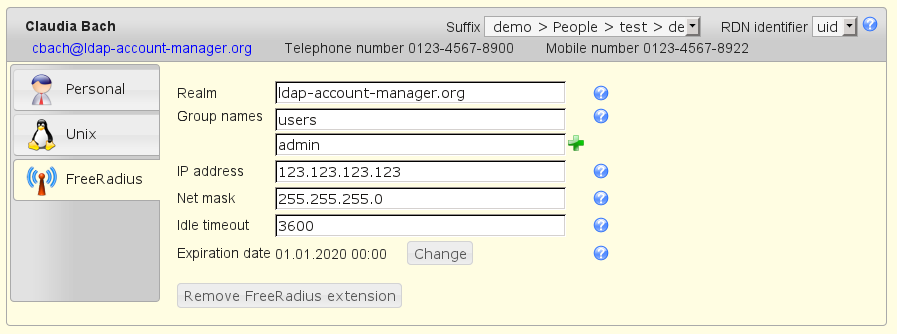 Claudia Bach
Suffix demo > People > test > de RDN identifier uid
cbach@ldap-account-manager.org Telephone number 0123-4567-8900 Mobile number 0123-4567-8922
Personal
Unix
FreeRadius
Realm ldap-account-manager.org
Group names users
admin
IP address 123.123.123.123
Net mask 255.255.255.0
Idle timeout 3600
Expiration date 01.01.2020 00:00 Change
Remove FreeRadius extension